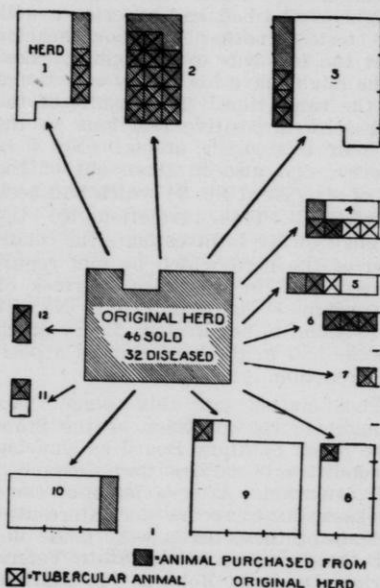 HERD
1
2
3
4
5
6
7
8
9
10
11
12
ORIGINAL HERD
46 SOLD
32 DISEASED
=ANIMAL PURCHASED FROM
=TUBERCULAR ANIMAL ORIGINAL HERD